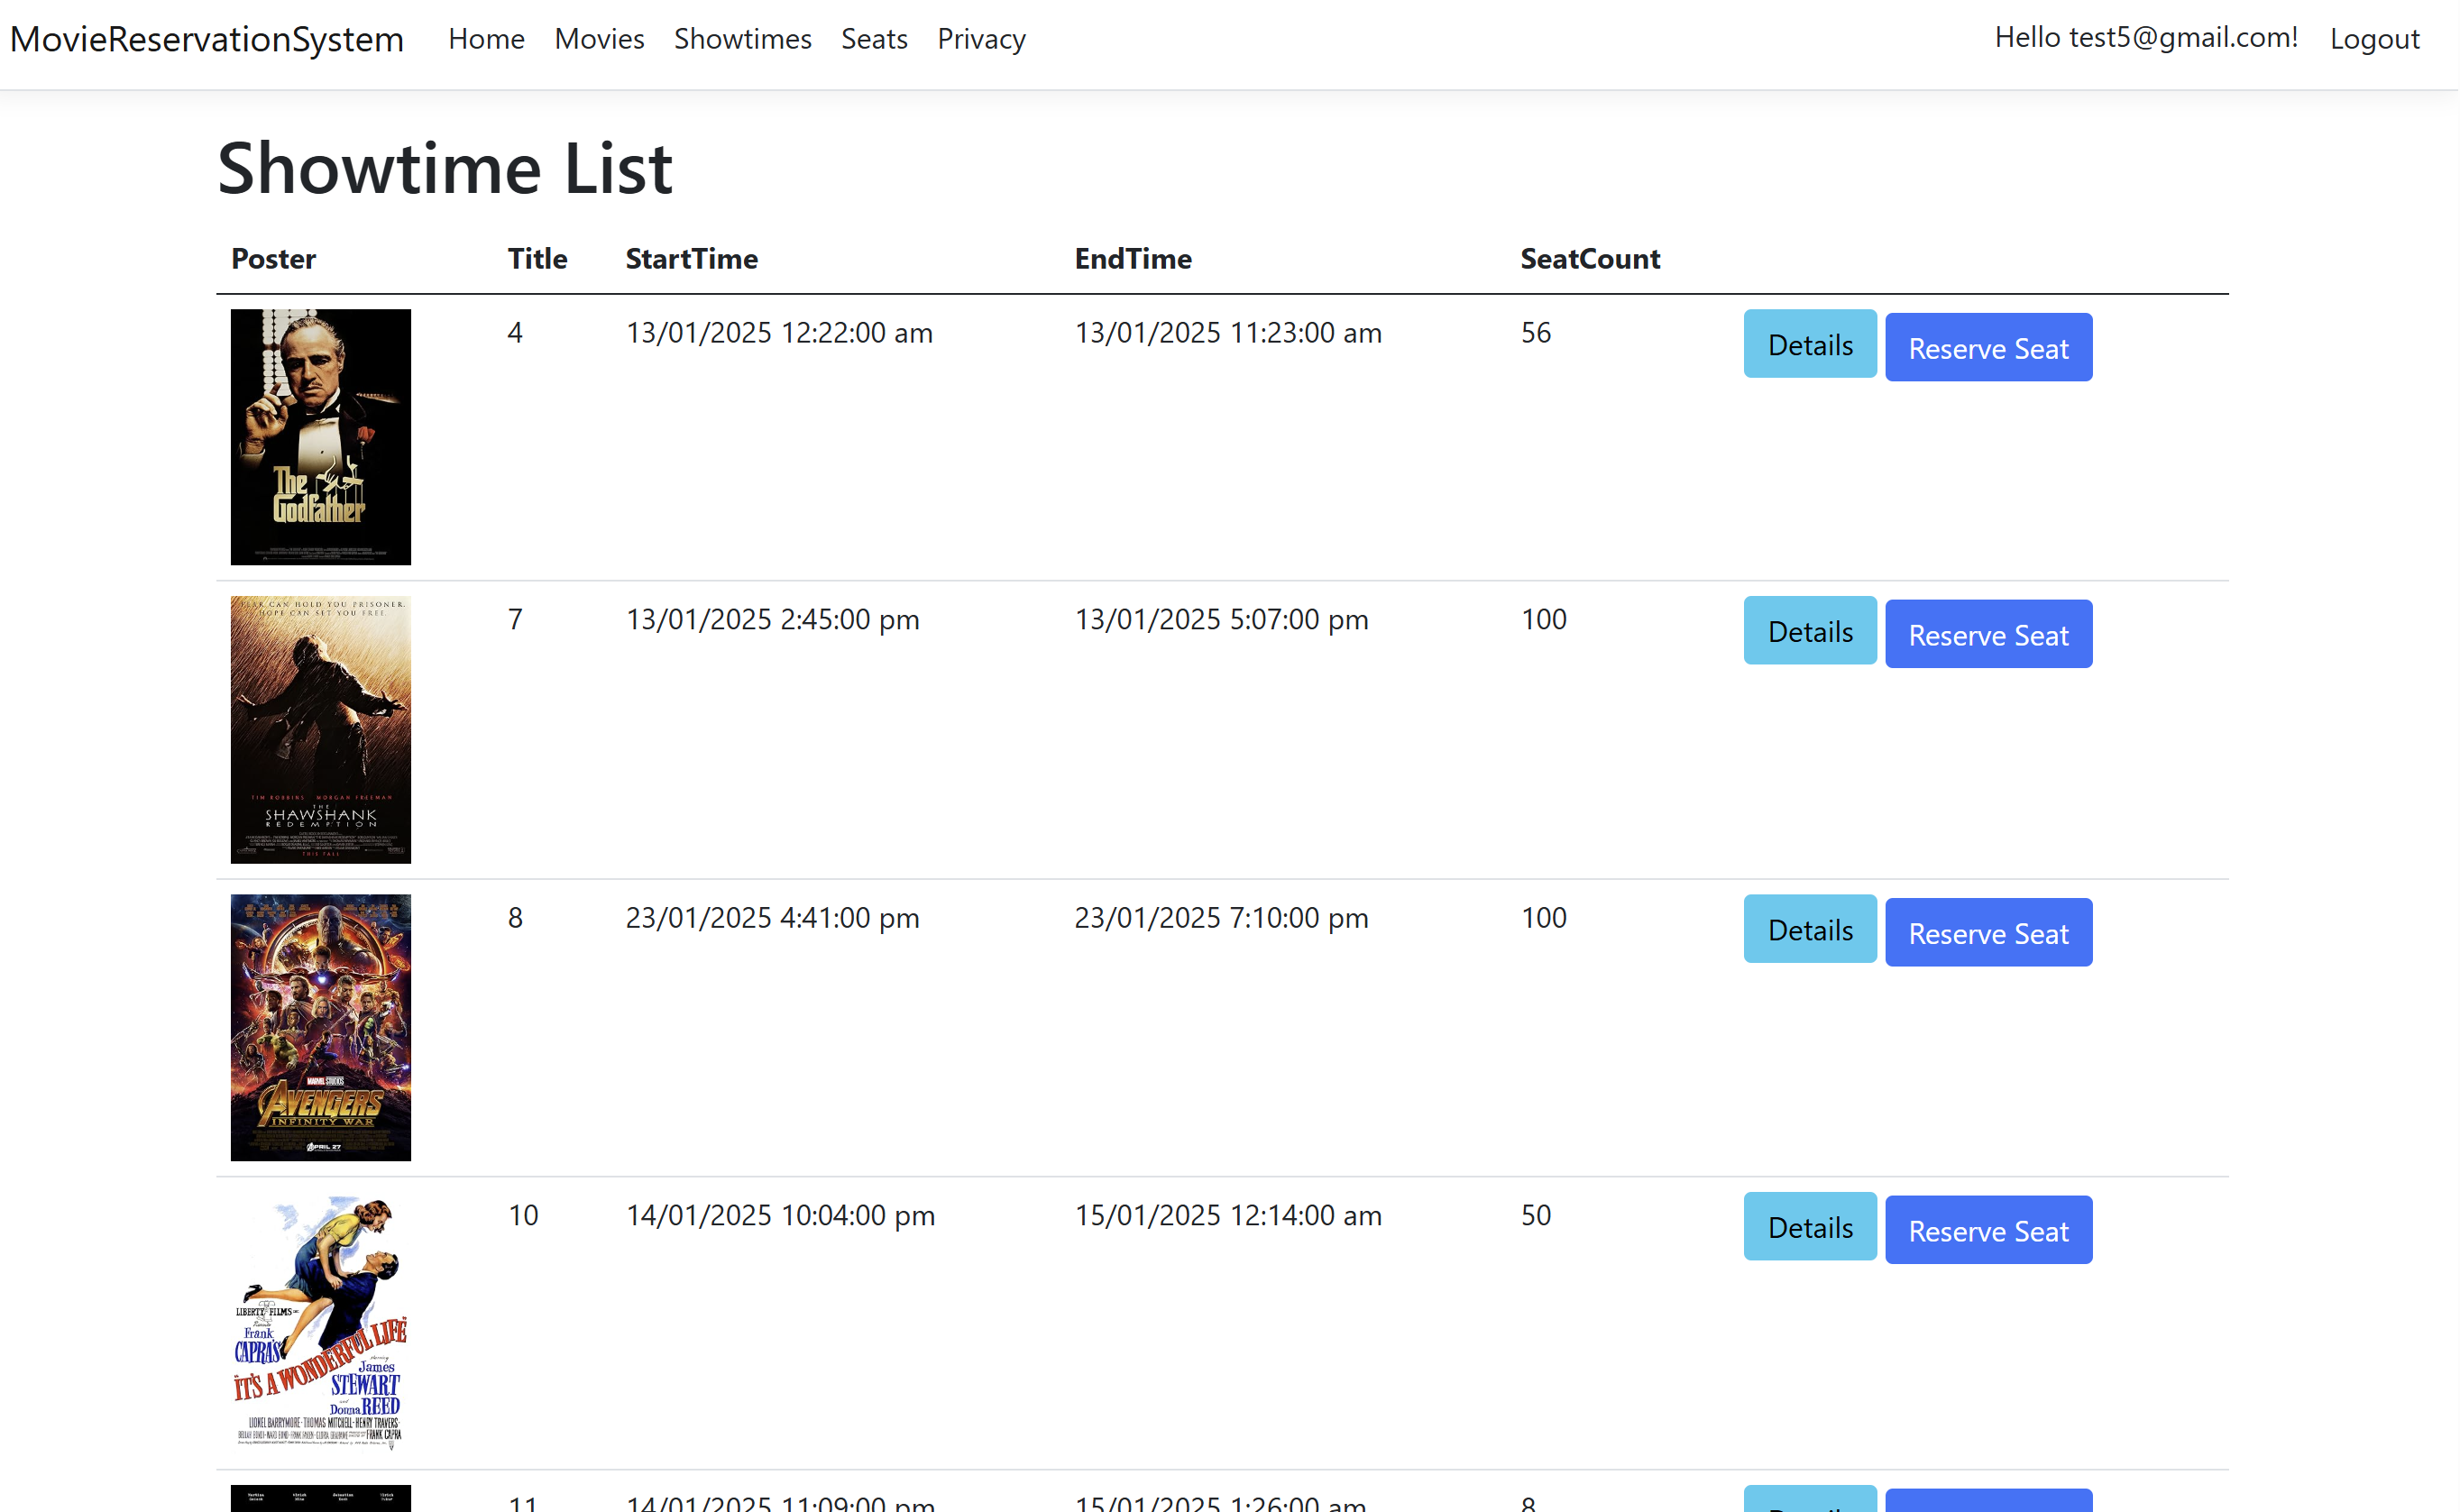 MovieReservationSystem Home Movies Showtimes Seats Privacy Hello test5@gmail.com! Logout
Showtime List
Poster Title StartTime EndTime SeatCount
4 13/01/2025 12:22:00 am 13/01/2025 11:23:00 am 56 Details Reserve Seat
The
Godfather
7 13/01/2025 2:45:00 pm 13/01/2025 5:07:00 pm 100 Details Reserve Seat
FEAR CAN HOLD YOU PRISONER.
HOPE CAN SET YOU FREE.
TIM ROBBINS MORGAN FREEMAN
THE
SHAWSHANK
REDEMPTION
THIS FALL
8 23/01/2025 4:41:00 pm 23/01/2025 7:10:00 pm 100 Details Reserve Seat
MARVEL STUDIOS
AVENGERS
INFINITY WAR
APRIL 27
10 14/01/2025 10:04:00 pm 15/01/2025 12:14:00 am 50 Details Reserve Seat
LIBERTY FILMS
Frank
CAPRA'S
IT'S A WONDERFUL LIFE
James
STEWART
Donna REED
LIONEL BARRYMORE · THOMAS MITCHELL · HENRY TRAVERS
FRANK CAPRA
11 14/01/2025 11:09:00 pm 15/01/2025 1:26:00 am 8